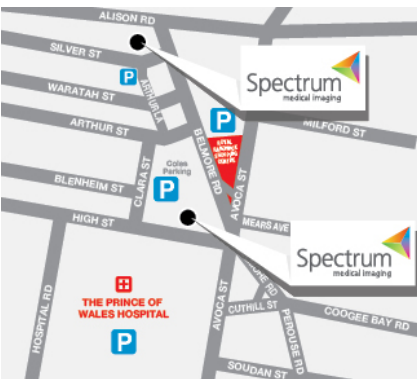 ALISON RD
SILVER ST
P
Spectrum
medical imaging
WARATAH ST
ARTHUR LA
P
MILFORD ST
ARTHUR ST
BELMORE RD
Coles
Parking
BLENHEIM ST
CLARA ST
P
AVOCA ST
HIGH ST
MEARS AVE
Spectrum
medical imaging
THE PRINCE OF
WALES HOSPITAL
P
HOSPITAL RD
AVOCA ST
CUTHILL ST
COOGEE BAY RD
PEROUSE RD
SOUDAN ST